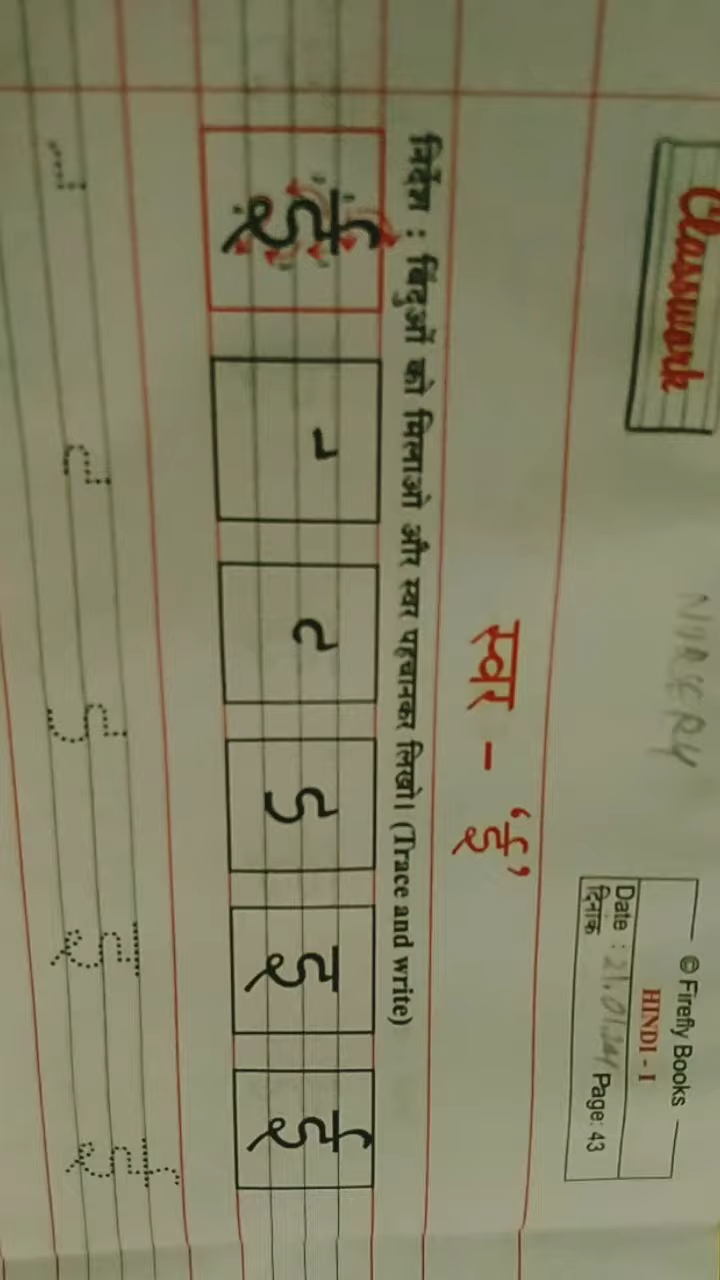 Classwork
NURSERY
© Firefly Books
HINDI - I
Date : 21.01.24 Page: 43
दिनांक
स्वर - ‘ई’
निर्देश : बिंदुओं को मिलाओ और स्वर पहचानकर लिखो। (Trace and write)
ई ड इ ई
ड इ ई